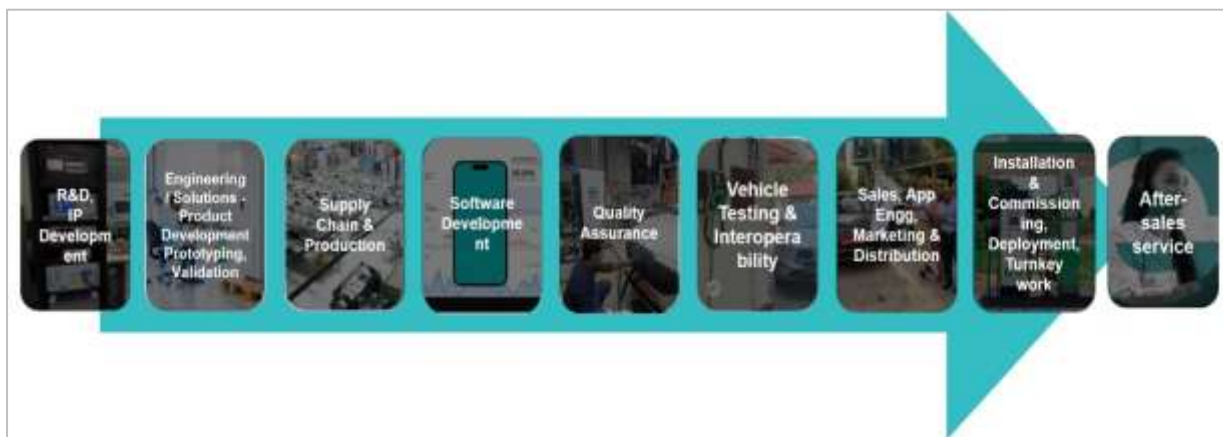 R&D,
IP
Developm
ent
Engineering
/ Solutions -
Product
Development
Prototyping,
Validation
Supply
Chain &
Production
Software
Developme
nt
Quality
Assurance
Vehicle
Testing &
Interopera
bility
Sales, App
Engg,
Marketing &
Distribution
Installation
&
Commission
ing,
Deployment,
Turnkey
work
After-
sales
service